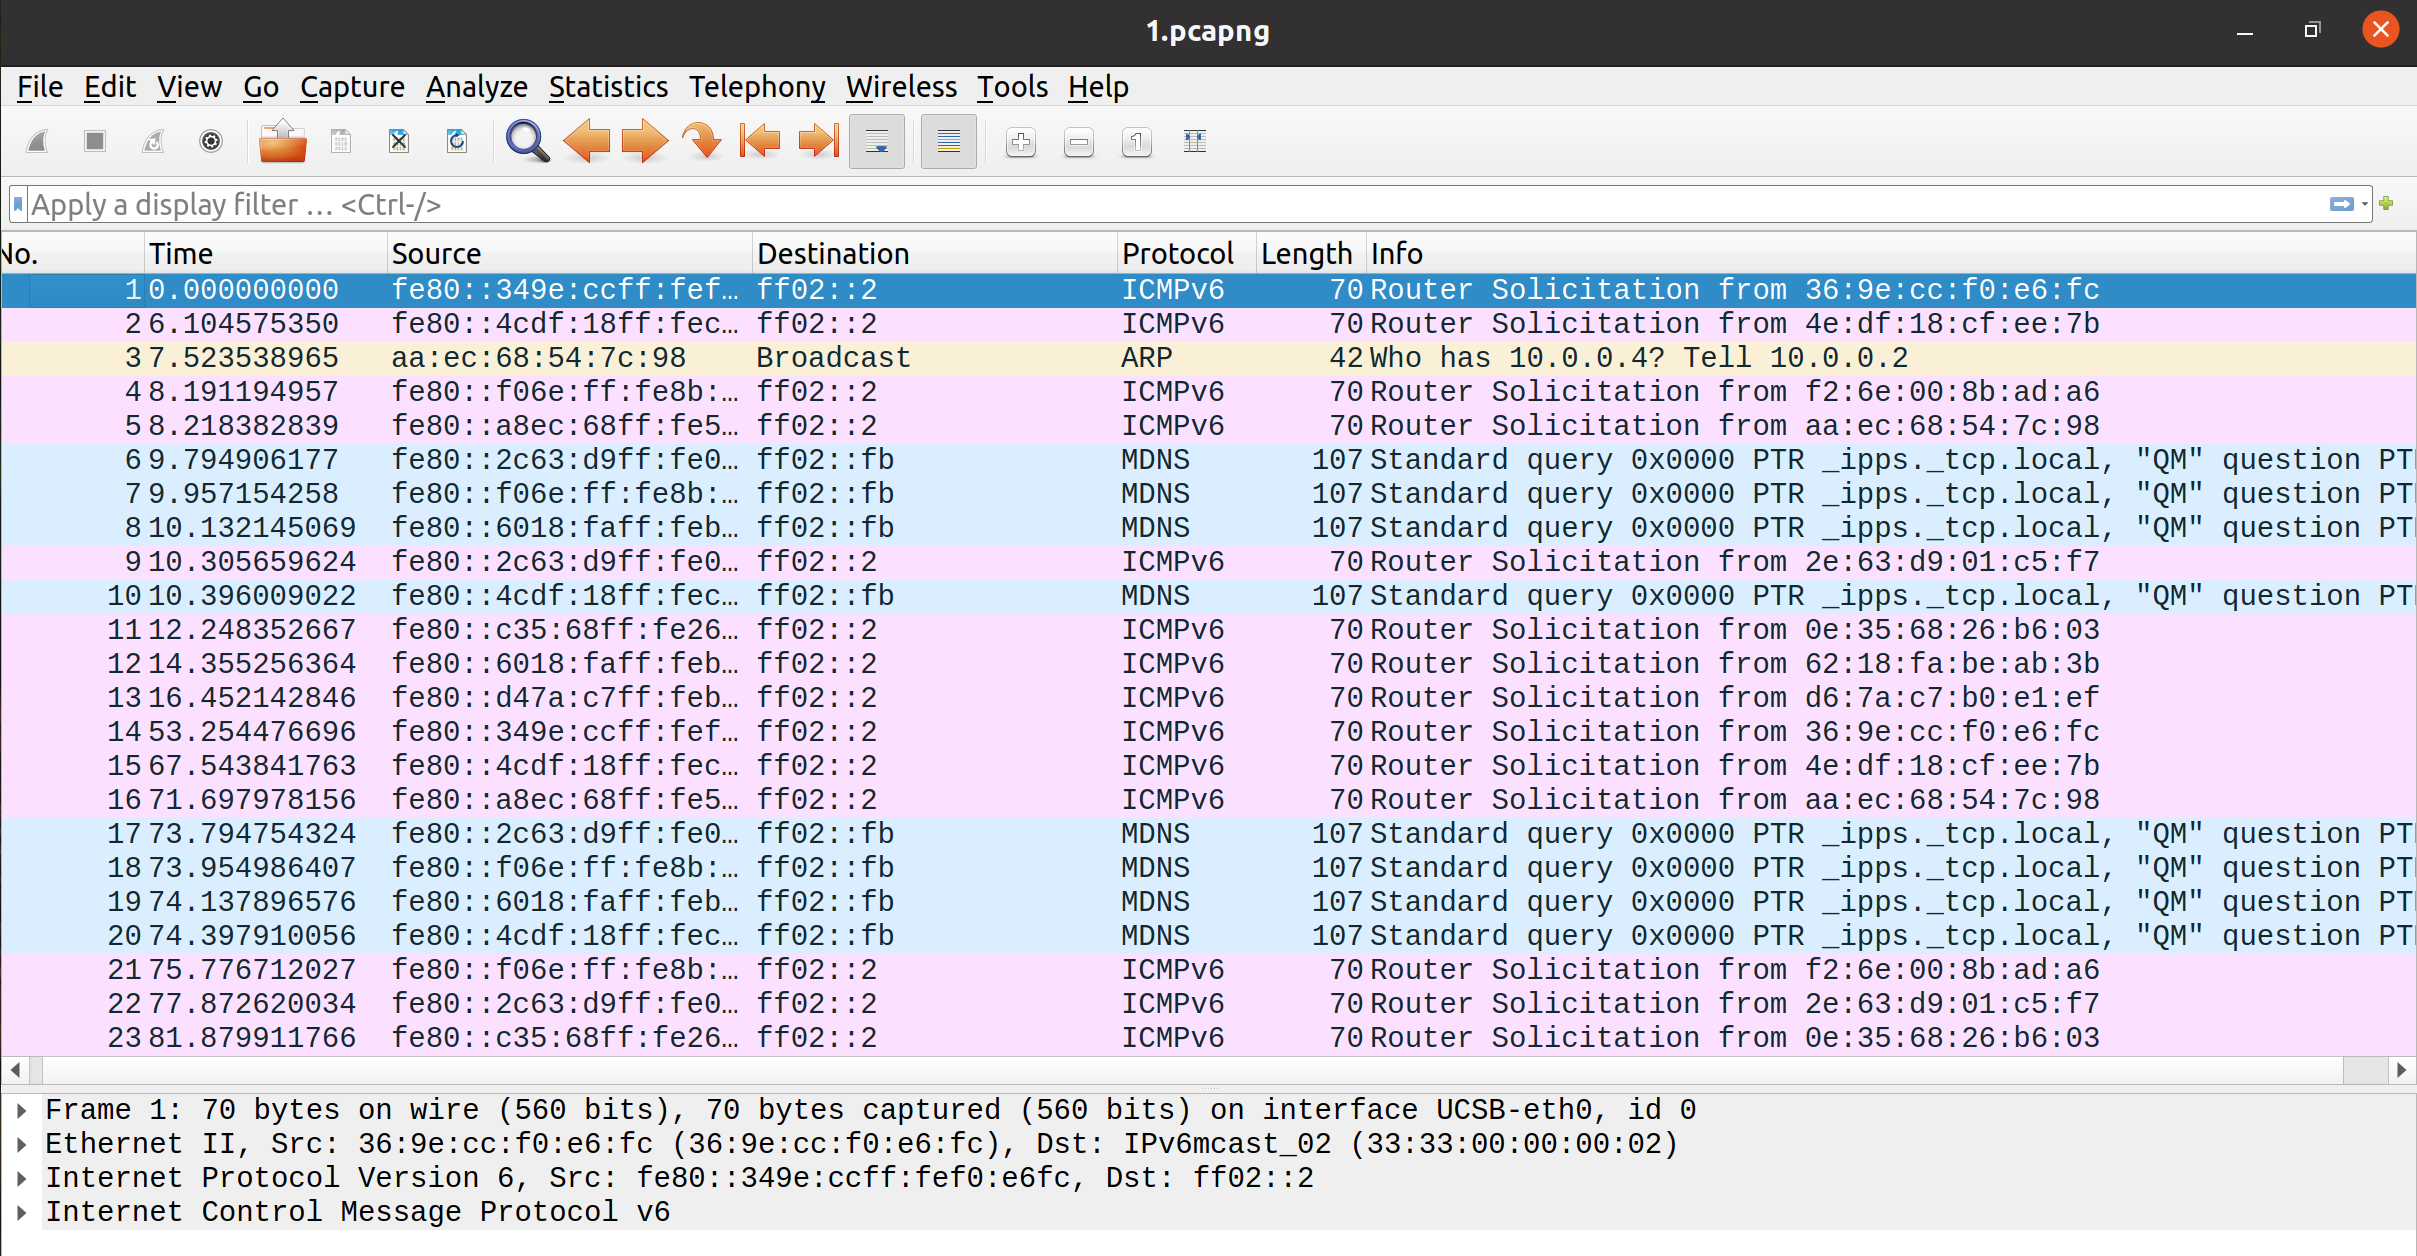 1.pcapng
File Edit View Go Capture Analyze Statistics Telephony Wireless Tools Help
1
Apply a display filter … <Ctrl-/>
No. Time Source Destination Protocol Length Info
1 0.000000000 fe80::349e:ccff:fef… ff02::2 ICMPv6 70 Router Solicitation from 36:9e:cc:f0:e6:fc
2 6.104575350 fe80::4cdf:18ff:fec… ff02::2 ICMPv6 70 Router Solicitation from 4e:df:18:cf:ee:7b
3 7.523538965 aa:ec:68:54:7c:98 Broadcast ARP 42 Who has 10.0.0.4? Tell 10.0.0.2
4 8.191194957 fe80::f06e:ff:fe8b:… ff02::2 ICMPv6 70 Router Solicitation from f2:6e:00:8b:ad:a6
5 8.218382839 fe80::a8ec:68ff:fe5… ff02::2 ICMPv6 70 Router Solicitation from aa:ec:68:54:7c:98
6 9.794906177 fe80::2c63:d9ff:fe0… ff02::fb MDNS 107 Standard query 0x0000 PTR _ipps._tcp.local, "QM" question PT
7 9.957154258 fe80::f06e:ff:fe8b:… ff02::fb MDNS 107 Standard query 0x0000 PTR _ipps._tcp.local, "QM" question PT
8 10.132145069 fe80::6018:faff:feb… ff02::fb MDNS 107 Standard query 0x0000 PTR _ipps._tcp.local, "QM" question PT
9 10.305659624 fe80::2c63:d9ff:fe0… ff02::2 ICMPv6 70 Router Solicitation from 2e:63:d9:01:c5:f7
10 10.396009022 fe80::4cdf:18ff:fec… ff02::fb MDNS 107 Standard query 0x0000 PTR _ipps._tcp.local, "QM" question PT
11 12.248352667 fe80::c35:68ff:fe26… ff02::2 ICMPv6 70 Router Solicitation from 0e:35:68:26:b6:03
12 14.355256364 fe80::6018:faff:feb… ff02::2 ICMPv6 70 Router Solicitation from 62:18:fa:be:ab:3b
13 16.452142846 fe80::d47a:c7ff:feb… ff02::2 ICMPv6 70 Router Solicitation from d6:7a:c7:b0:e1:ef
14 53.254476696 fe80::349e:ccff:fef… ff02::2 ICMPv6 70 Router Solicitation from 36:9e:cc:f0:e6:fc
15 67.543841763 fe80::4cdf:18ff:fec… ff02::2 ICMPv6 70 Router Solicitation from 4e:df:18:cf:ee:7b
16 71.697978156 fe80::a8ec:68ff:fe5… ff02::2 ICMPv6 70 Router Solicitation from aa:ec:68:54:7c:98
17 73.794754324 fe80::2c63:d9ff:fe0… ff02::fb MDNS 107 Standard query 0x0000 PTR _ipps._tcp.local, "QM" question PT
18 73.954986407 fe80::f06e:ff:fe8b:… ff02::fb MDNS 107 Standard query 0x0000 PTR _ipps._tcp.local, "QM" question PT
19 74.137896576 fe80::6018:faff:feb… ff02::fb MDNS 107 Standard query 0x0000 PTR _ipps._tcp.local, "QM" question PT
20 74.397910056 fe80::4cdf:18ff:fec… ff02::fb MDNS 107 Standard query 0x0000 PTR _ipps._tcp.local, "QM" question PT
21 75.776712027 fe80::f06e:ff:fe8b:… ff02::2 ICMPv6 70 Router Solicitation from f2:6e:00:8b:ad:a6
22 77.872620034 fe80::2c63:d9ff:fe0… ff02::2 ICMPv6 70 Router Solicitation from 2e:63:d9:01:c5:f7
23 81.879911766 fe80::c35:68ff:fe26… ff02::2 ICMPv6 70 Router Solicitation from 0e:35:68:26:b6:03
Frame 1: 70 bytes on wire (560 bits), 70 bytes captured (560 bits) on interface UCSB-eth0, id 0
Ethernet II, Src: 36:9e:cc:f0:e6:fc (36:9e:cc:f0:e6:fc), Dst: IPv6mcast_02 (33:33:00:00:00:02)
Internet Protocol Version 6, Src: fe80::349e:ccff:fef0:e6fc, Dst: ff02::2
Internet Control Message Protocol v6